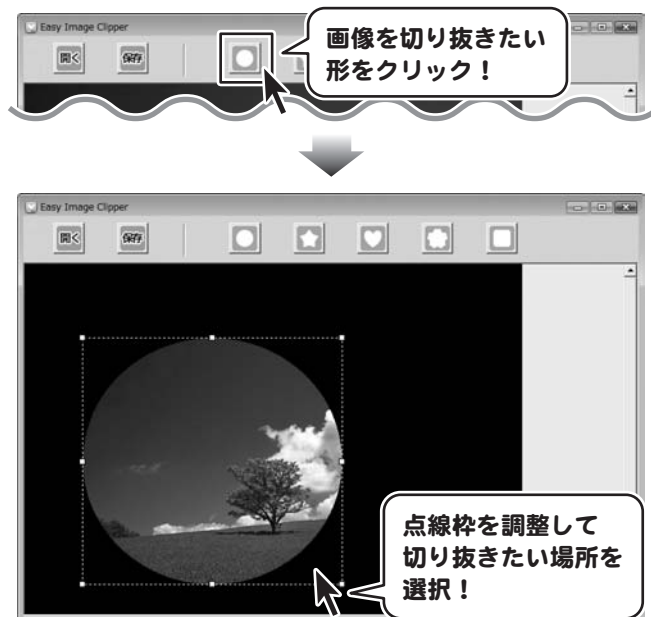 Easy Image Clipper
開く
保存
画像を切り抜きたい
形をクリック！
Easy Image Clipper
開く
保存
点線枠を調整して
切り抜きたい場所を
選択！